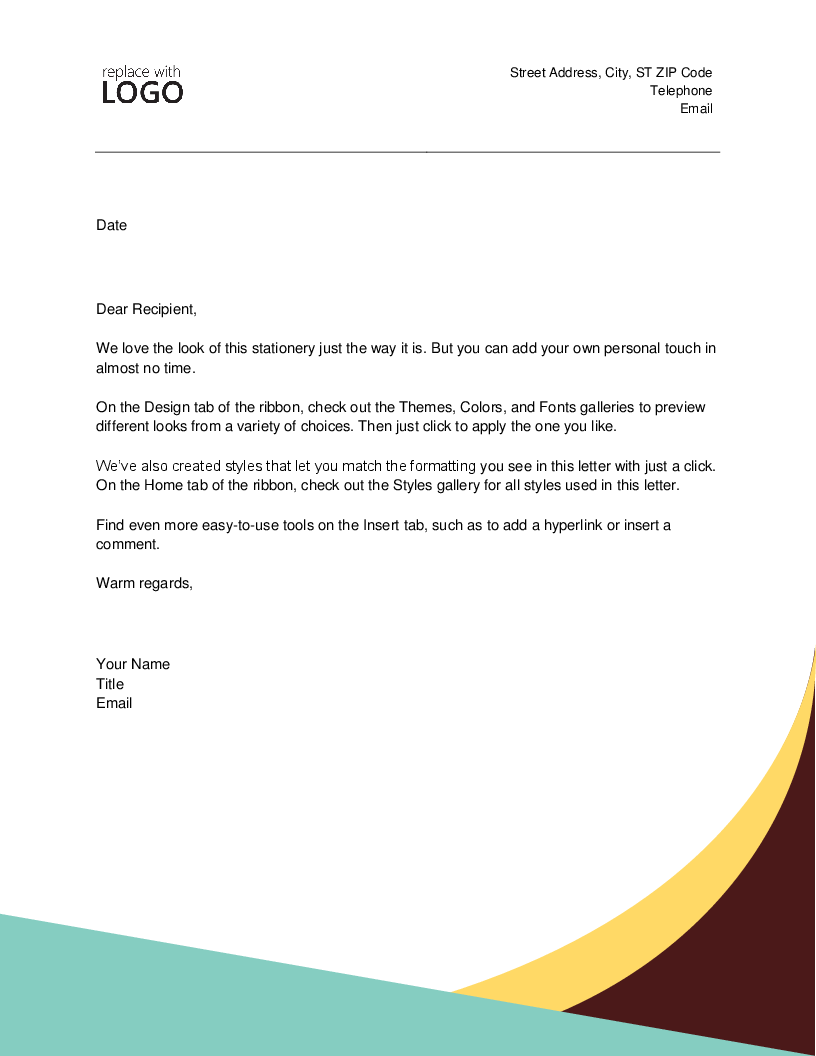 replace with
LOGO
Street Address, City, ST ZIP Code
Telephone
Email
Date
Dear Recipient,
We love the look of this stationery just the way it is. But you can add your own personal touch in
almost no time.
On the Design tab of the ribbon, check out the Themes, Colors, and Fonts galleries to preview
different looks from a variety of choices. Then just click to apply the one you like.
We've also created styles that let you match the formatting you see in this letter with just a click.
On the Home tab of the ribbon, check out the Styles gallery for all styles used in this letter.
Find even more easy-to-use tools on the Insert tab, such as to add a hyperlink or insert a
comment.
Warm regards,
Your Name
Title
Email